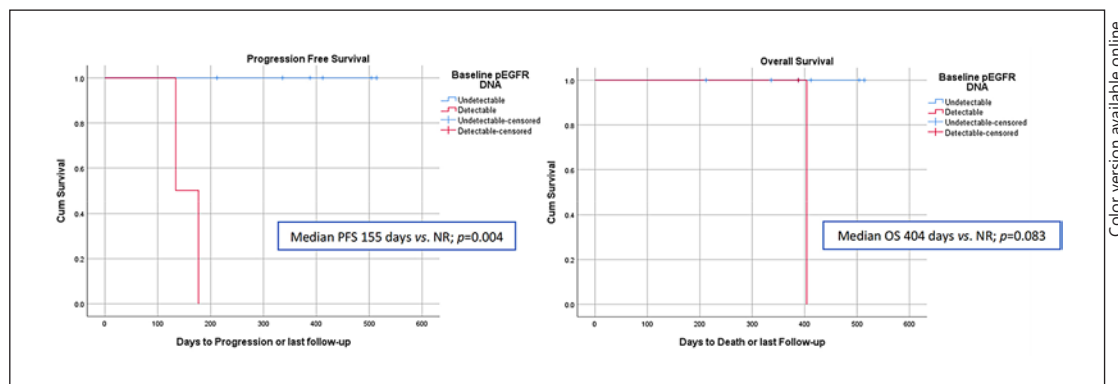 Progression Free Survival
1.0
0.8
0.6
0.4
0.2
0.0
Cum Survival
0 100 200 300 400 500 600
Days to Progression or last follow-up
Baseline pEGFR
DNA
Undetectable
Detectable
Undetectable-censored
Detectable-censored
Median PFS 155 days vs. NR; p=0.004
Overall Survival
1.0
0.8
0.6
0.4
0.2
0.0
Cum Survival
0 100 200 300 400 500 600
Days to Death or last Follow-up
Baseline pEGFR
DNA
Undetectable
Detectable
Undetectable-censored
Detectable-censored
Median OS 404 days vs. NR; p=0.083
Color version available online